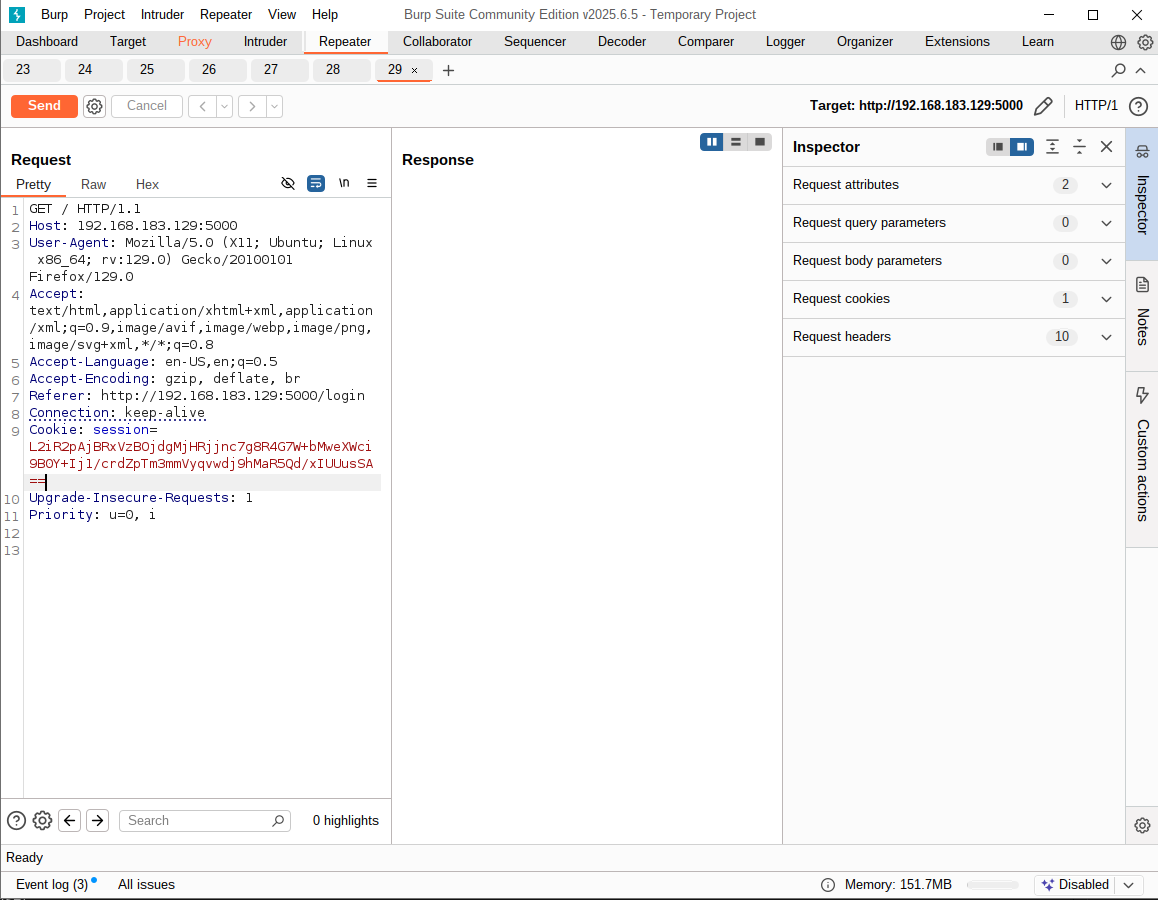 Burp Project Intruder Repeater View Help Burp Suite Community Edition v2025.6.5 - Temporary Project
Dashboard Target Proxy Intruder Repeater Collaborator Sequencer Decoder Comparer Logger Organizer Extensions Learn
23 24 25 26 27 28 29 × +
Send Cancel < > Target: http://192.168.183.129:5000 HTTP/1 ?
Request
Pretty Raw Hex \n
1 GET / HTTP/1.1
2 Host: 192.168.183.129:5000
3 User-Agent: Mozilla/5.0 (X11; Ubuntu; Linux
x86_64; rv:129.0) Gecko/20100101
Firefox/129.0
4 Accept:
text/html,application/xhtml+xml,application
/xml;q=0.9,image/avif,image/webp,image/png,
image/svg+xml,*/*;q=0.8
5 Accept-Language: en-US,en;q=0.5
6 Accept-Encoding: gzip, deflate, br
7 Referer: http://192.168.183.129:5000/login
8 Connection: keep-alive
9 Cookie: session=
L2iR2pAjBRxVzBOjdgMjHRjjnc7g8R4G7W+bMweXWci
9B0Y+Ij1/crdZpTm3mmVyqvwdj9hMaR5Qd/xIUUusSA
==
10 Upgrade-Insecure-Requests: 1
11 Priority: u=0, i
12
13
? Search 0 highlights
Response
Inspector
Request attributes 2
Request query parameters 0
Request body parameters 0
Request cookies 1
Request headers 10
Inspector
Notes
Custom actions
Ready
Event log (3) All issues Memory: 151.7MB Disabled